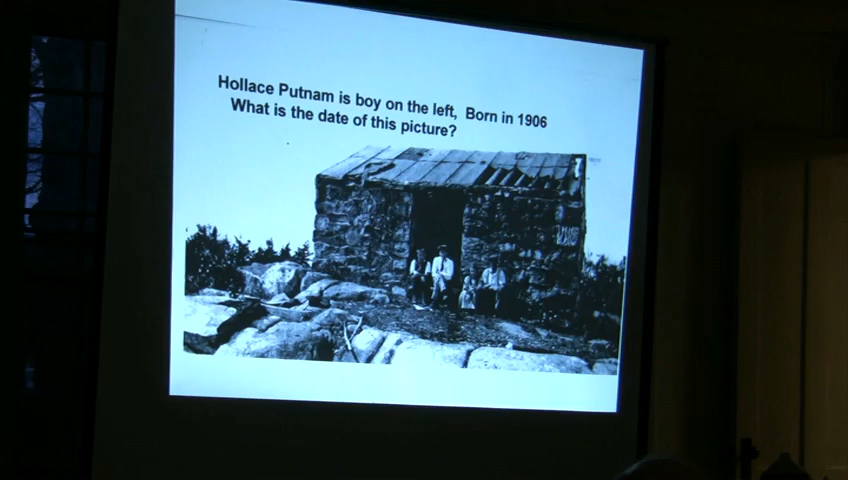 Hollace Putnam is boy on the left, Born in 1906
What is the date of this picture?